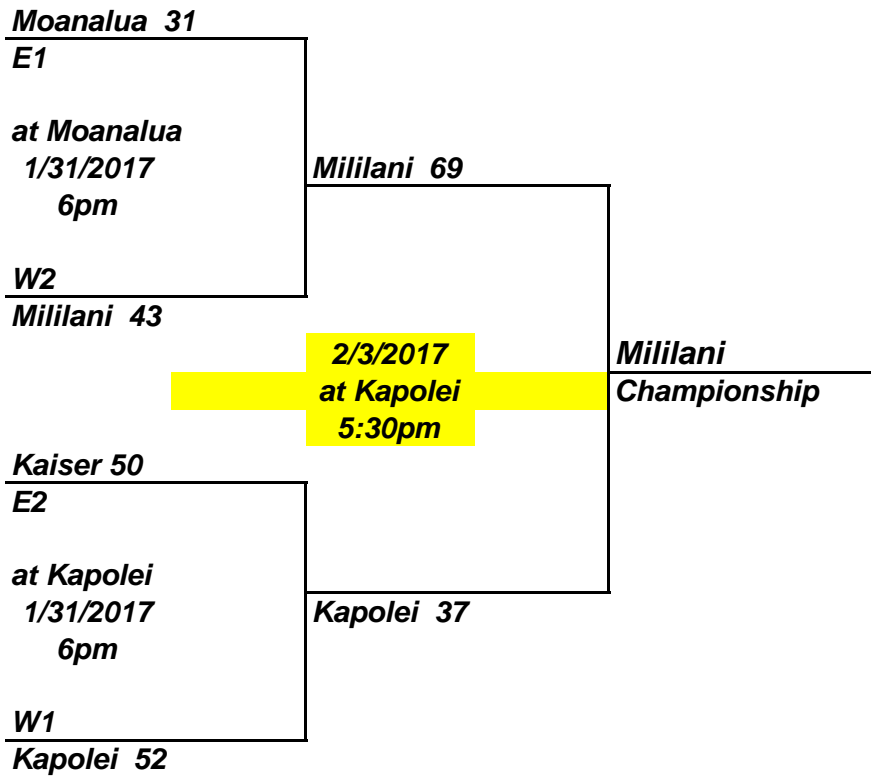 Moanalua 31
E1
at Moanalua
1/31/2017
6pm
Mililani 69
W2
Mililani 43
2/3/2017
at Kapolei
5:30pm
Mililani
Championship
Kaiser 50
E2
at Kapolei
1/31/2017
6pm
Kapolei 37
W1
Kapolei 52